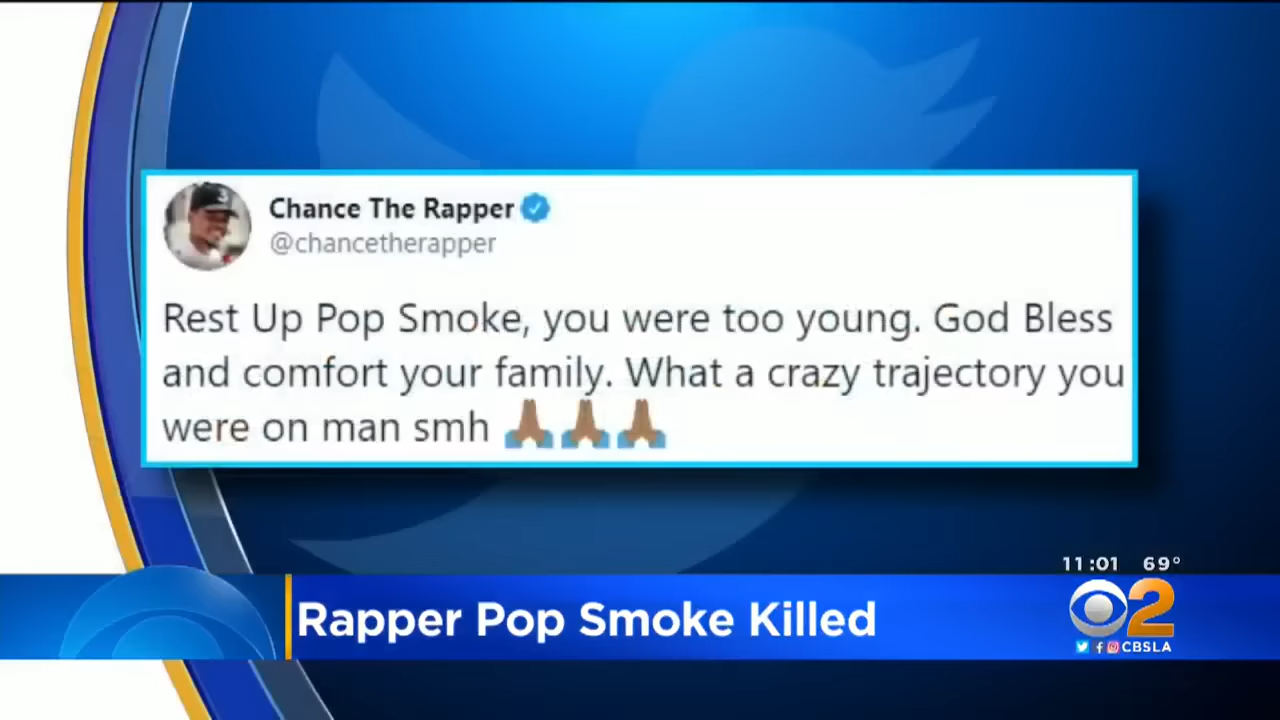 Chance The Rapper
@chancetherapper
Rest Up Pop Smoke, you were too young. God Bless
and comfort your family. What a crazy trajectory you
were on man smh 🙏🏾🙏🏾🙏🏾
11:01 69°
Rapper Pop Smoke Killed
2
CBSLA